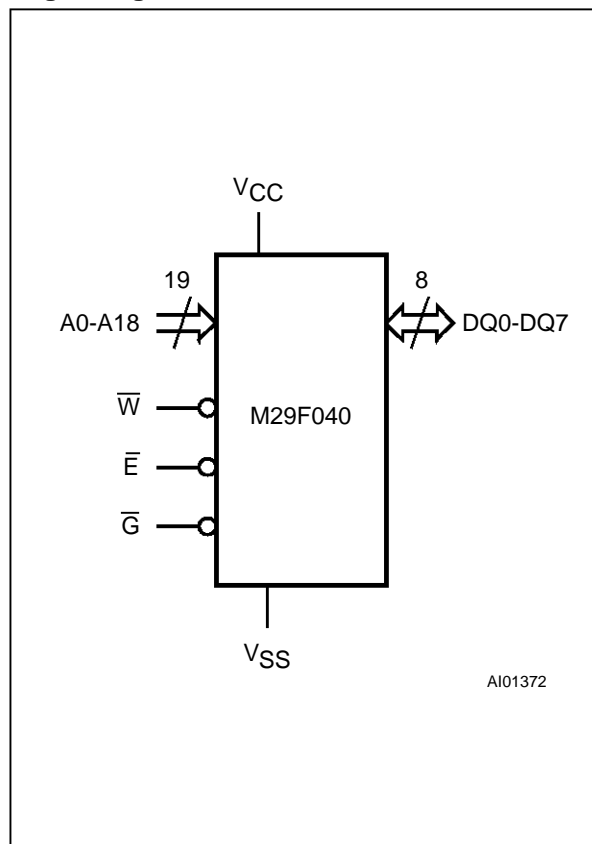 VCC
19
8
A0-A18
DQ0-DQ7
W̅
M29F040
E̅
G̅
VSS
AI01372